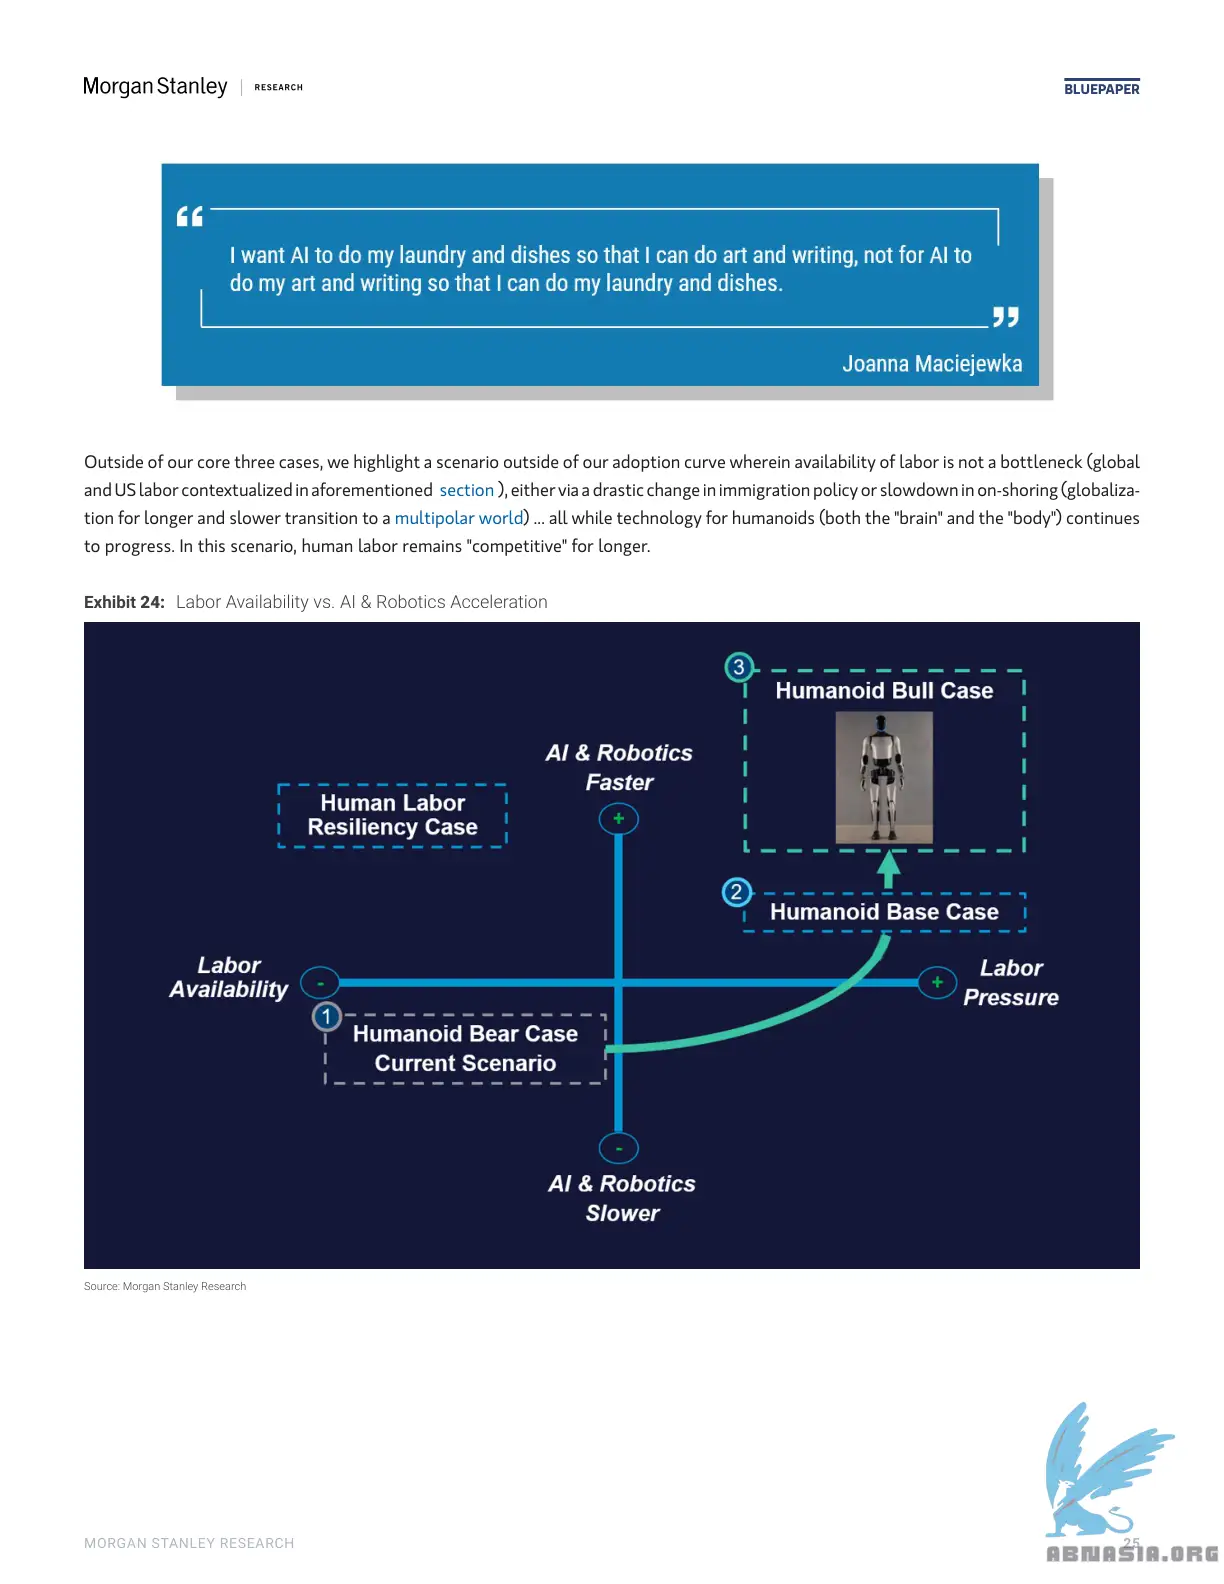 Morgan Stanley | RESEARCH
BLUEPAPER
“
I want AI to do my laundry and dishes so that I can do art and writing, not for AI to
do my art and writing so that I can do my laundry and dishes.
”
Joanna Maciejewka
Outside of our core three cases, we highlight a scenario outside of our adoption curve wherein availability of labor is not a bottleneck (global
and US labor contextualized in aforementioned section ), either via a drastic change in immigration policy or slowdown in on-shoring (globaliza-
tion for longer and slower transition to a multipolar world) ... all while technology for humanoids (both the "brain" and the "body") continues
to progress. In this scenario, human labor remains "competitive" for longer.
Exhibit 24: Labor Availability vs. AI & Robotics Acceleration
3
Humanoid Bull Case
AI & Robotics
Faster
+
Human Labor
Resiliency Case
2
Humanoid Base Case
Labor
Availability
-
+
Labor
Pressure
1
Humanoid Bear Case
Current Scenario
-
AI & Robotics
Slower
Source: Morgan Stanley Research
MORGAN STANLEY RESEARCH
25
ABNASIA.ORG